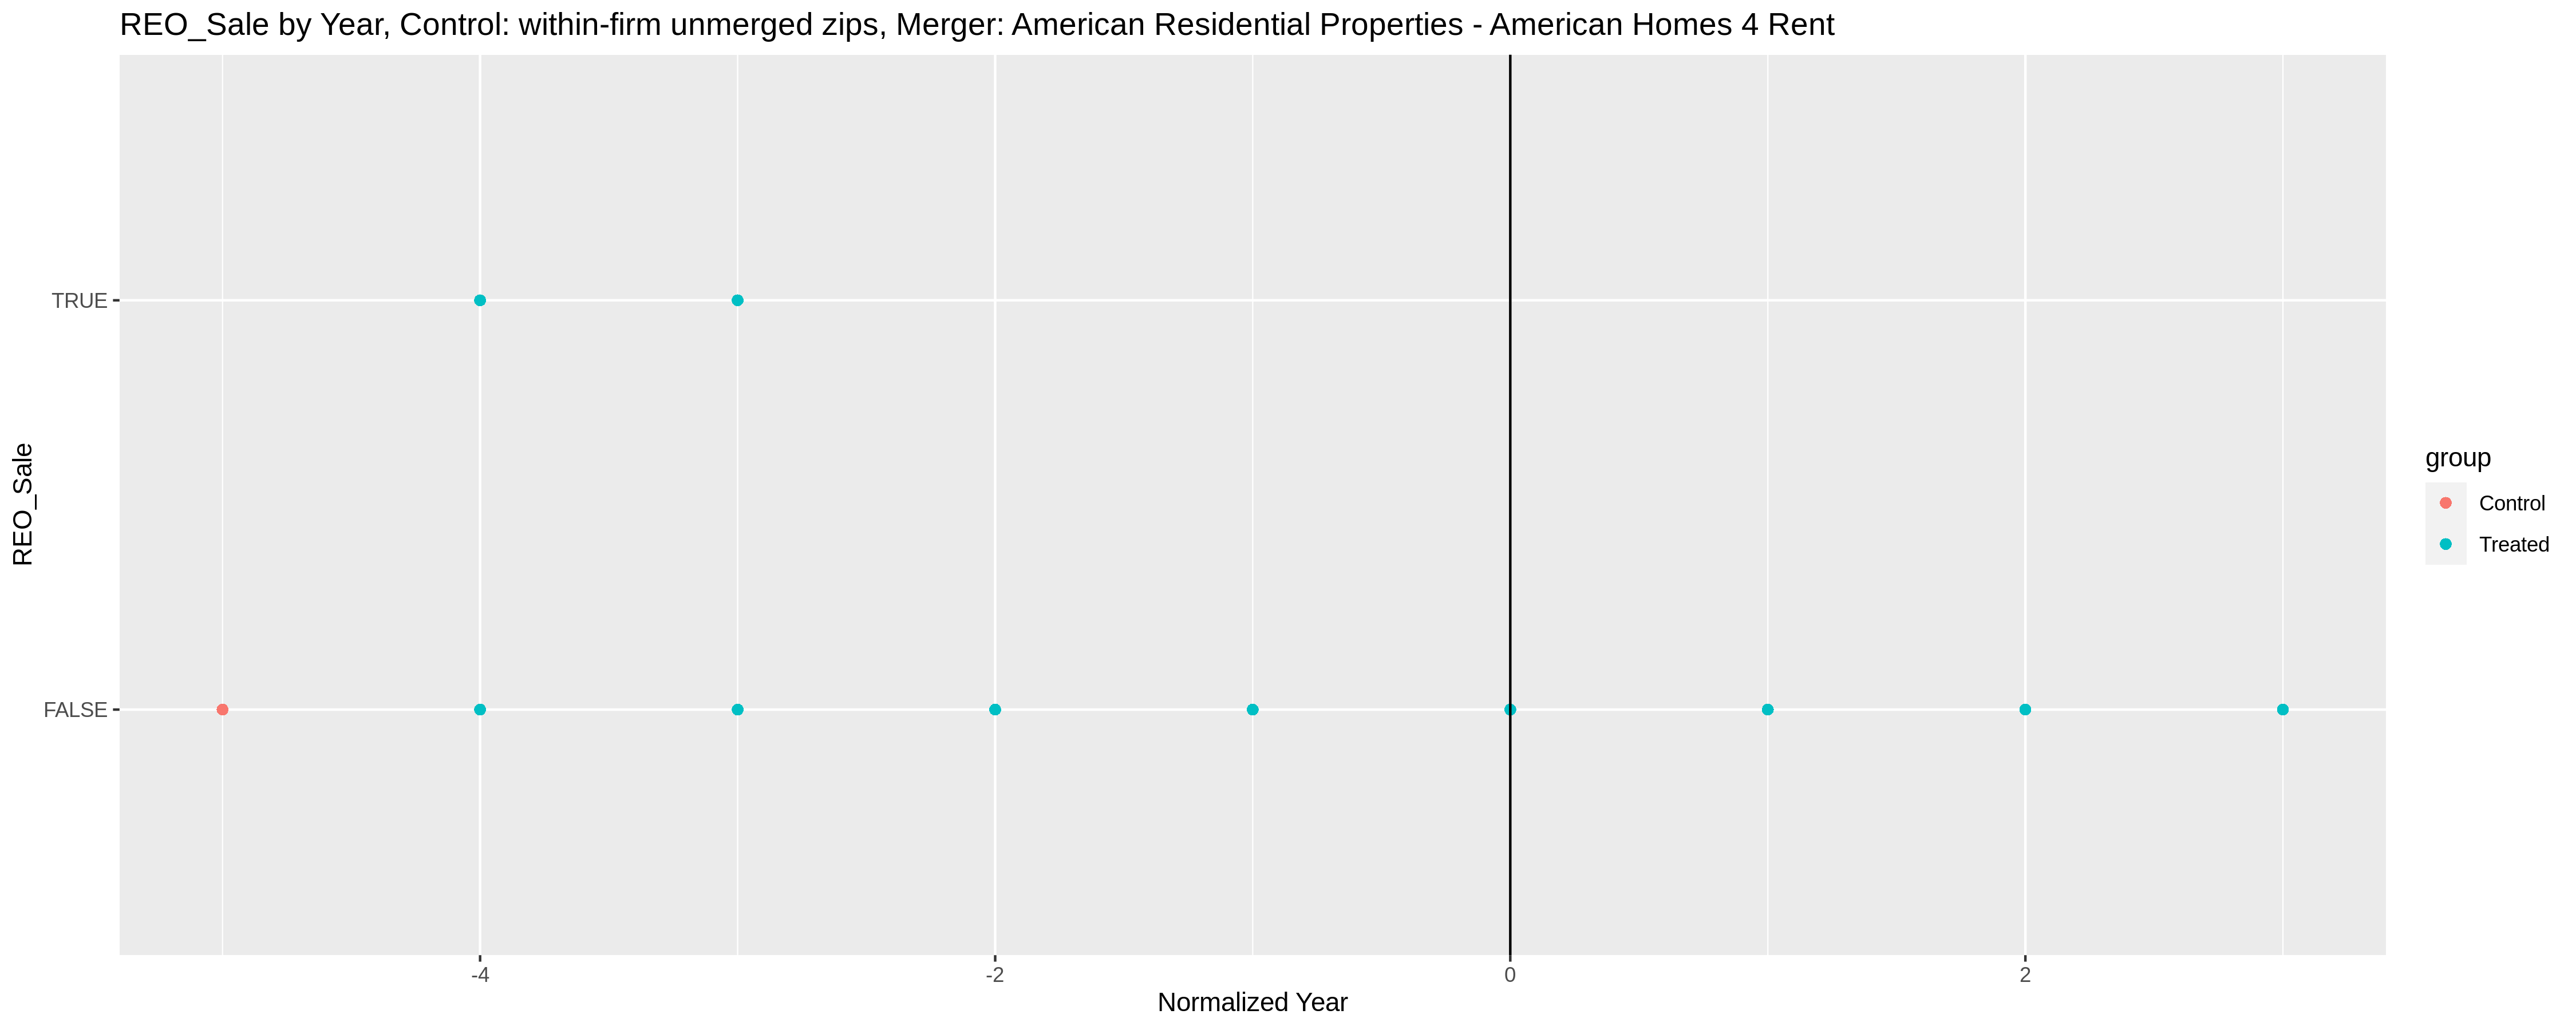 REO_Sale by Year, Control: within-firm unmerged zips, Merger: American Residential Properties - American Homes 4 Rent
TRUE
FALSE
REO_Sale
-4
-2
0
2
Normalized Year
group
Control
Treated